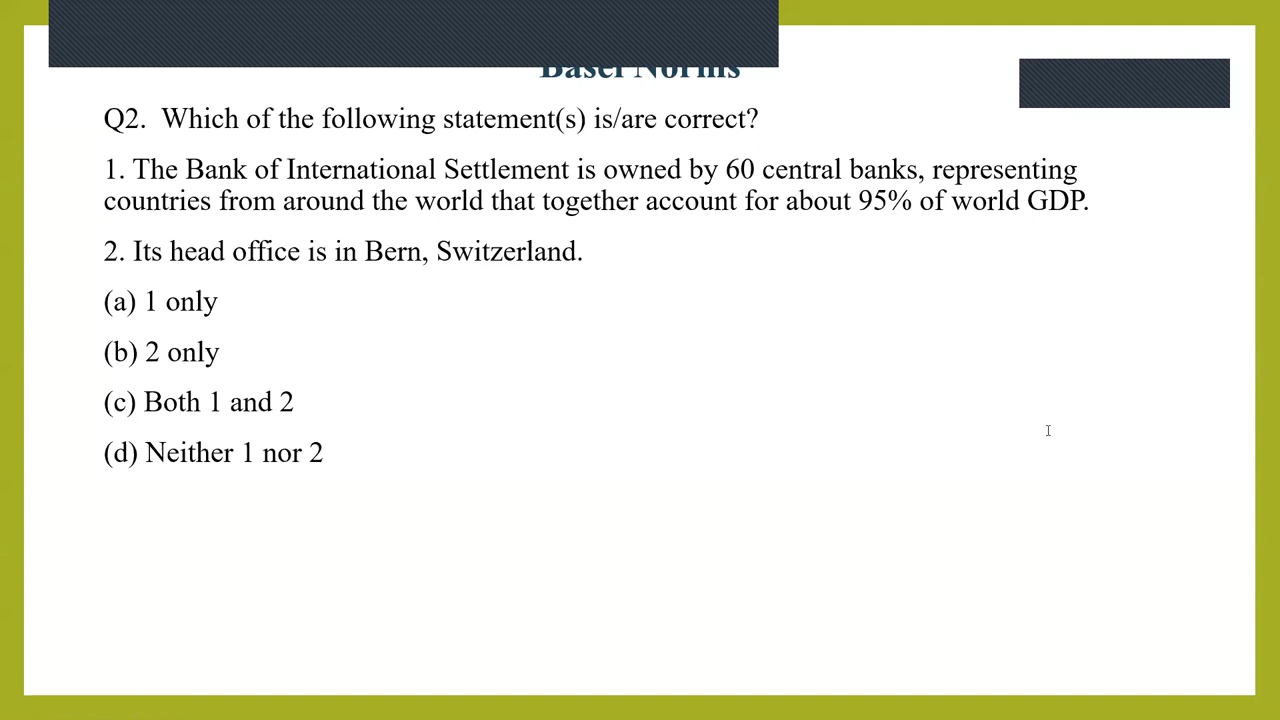 Basel Norms
Q2. Which of the following statement(s) is/are correct?
1. The Bank of International Settlement is owned by 60 central banks, representing
countries from around the world that together account for about 95% of world GDP.
2. Its head office is in Bern, Switzerland.
(a) 1 only
(b) 2 only
(c) Both 1 and 2
(d) Neither 1 nor 2